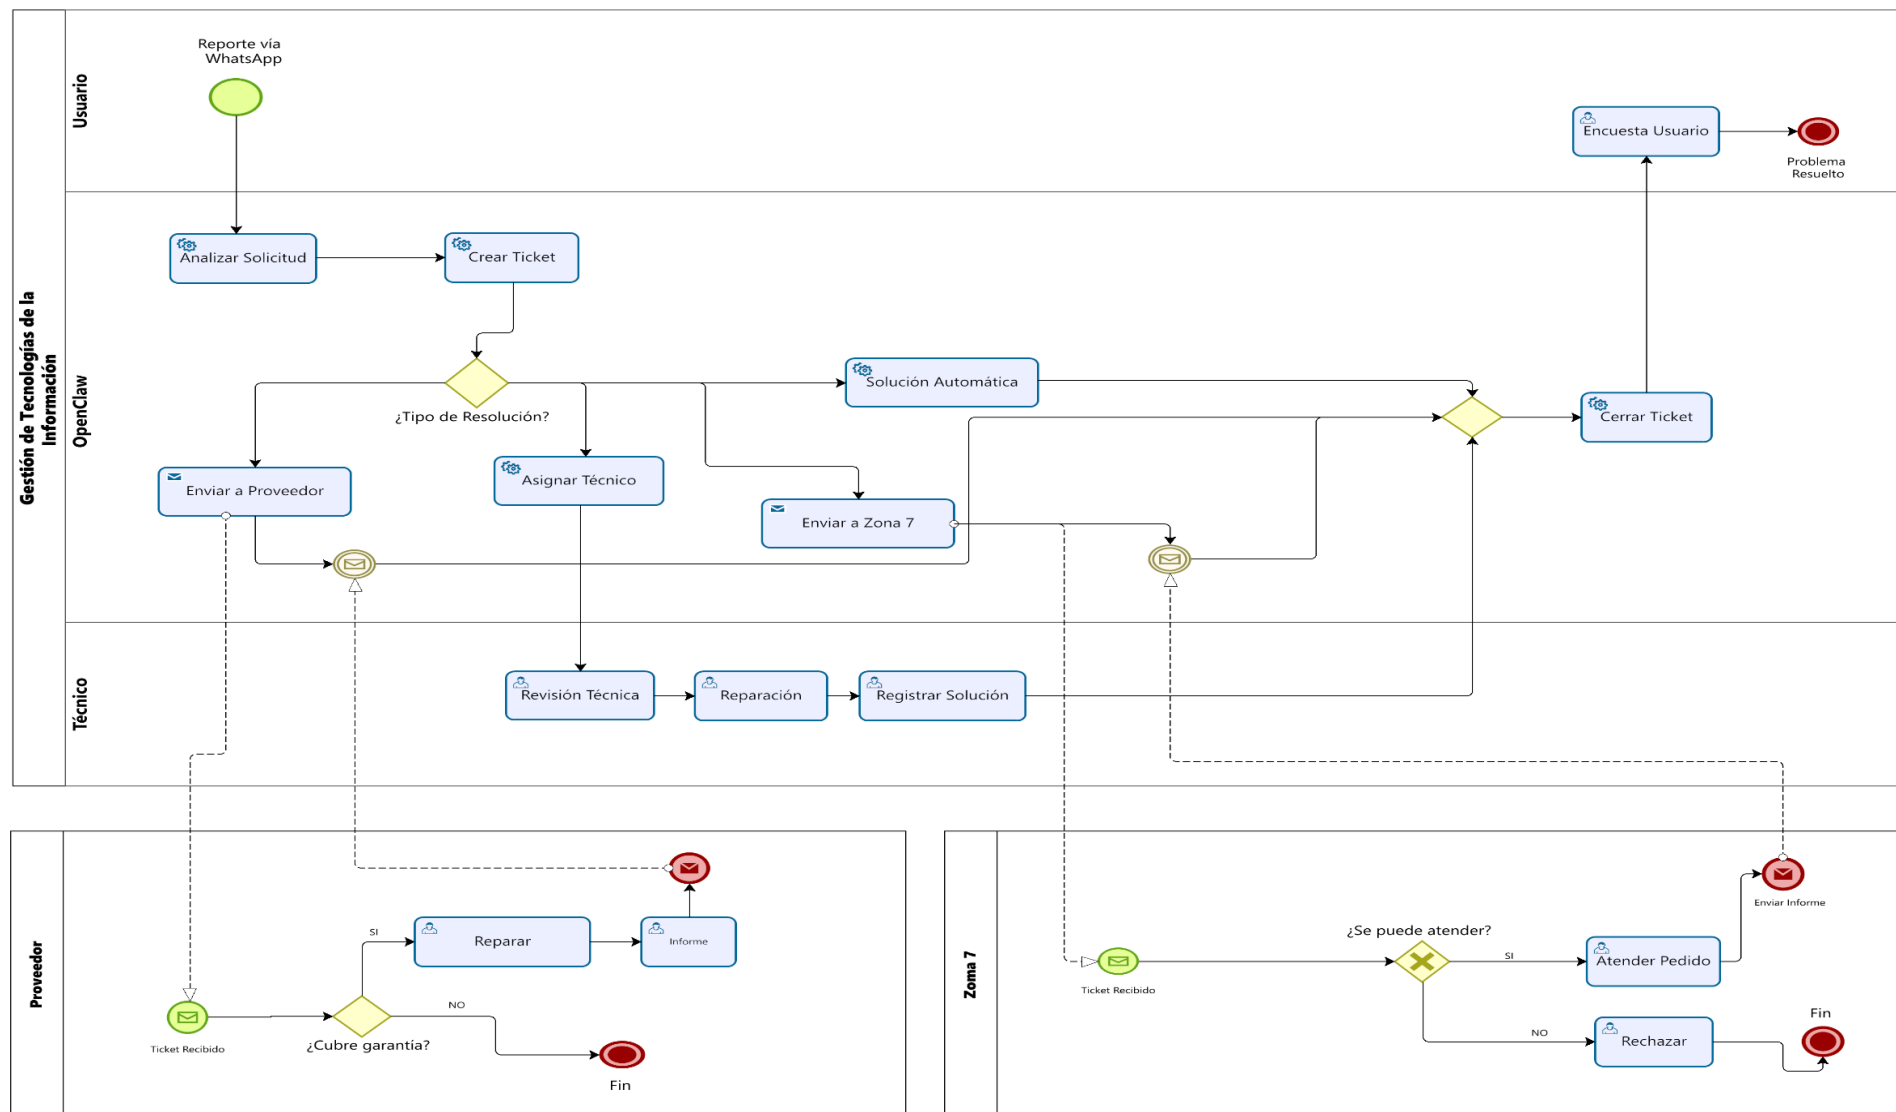 Gestión de Tecnologías de la
Información
Usuario
Reporte vía
WhatsApp
Encuesta Usuario
Problema
Resuelto
OpenClaw
Analizar Solicitud
Crear Ticket
¿Tipo de Resolución?
Solución Automática
Cerrar Ticket
Enviar a Proveedor
Asignar Técnico
Enviar a Zona 7
Técnico
Revisión Técnica
Reparación
Registrar Solución
Proveedor
Ticket Recibido
¿Cubre garantía?
SI
Reparar
Informe
NO
Fin
Zoma 7
Ticket Recibido
¿Se puede atender?
SI
Atender Pedido
Enviar Informe
NO
Rechazar
Fin